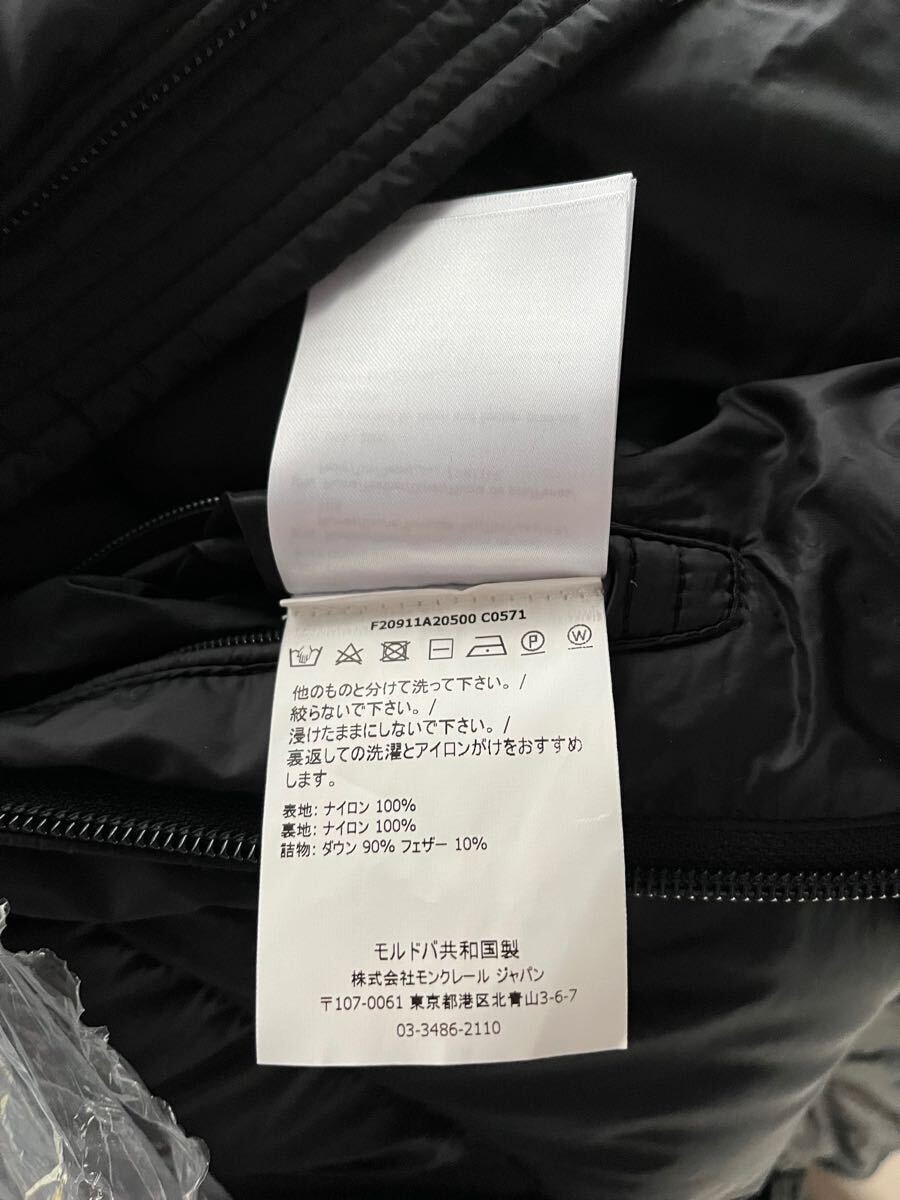 F20911A20500 C0571
P
W
他のものと分けて洗って下さい。/
絞らないで下さい。/
浸けたままにしないで下さい。/
裏返しての洗濯とアイロンがけをおすすめ
します。
表地: ナイロン 100%
裏地: ナイロン 100%
詰物: ダウン 90% フェザー 10%
モルドバ共和国製
株式会社モンクレール ジャパン
〒107-0061 東京都港区北青山3-6-7
03-3486-2110